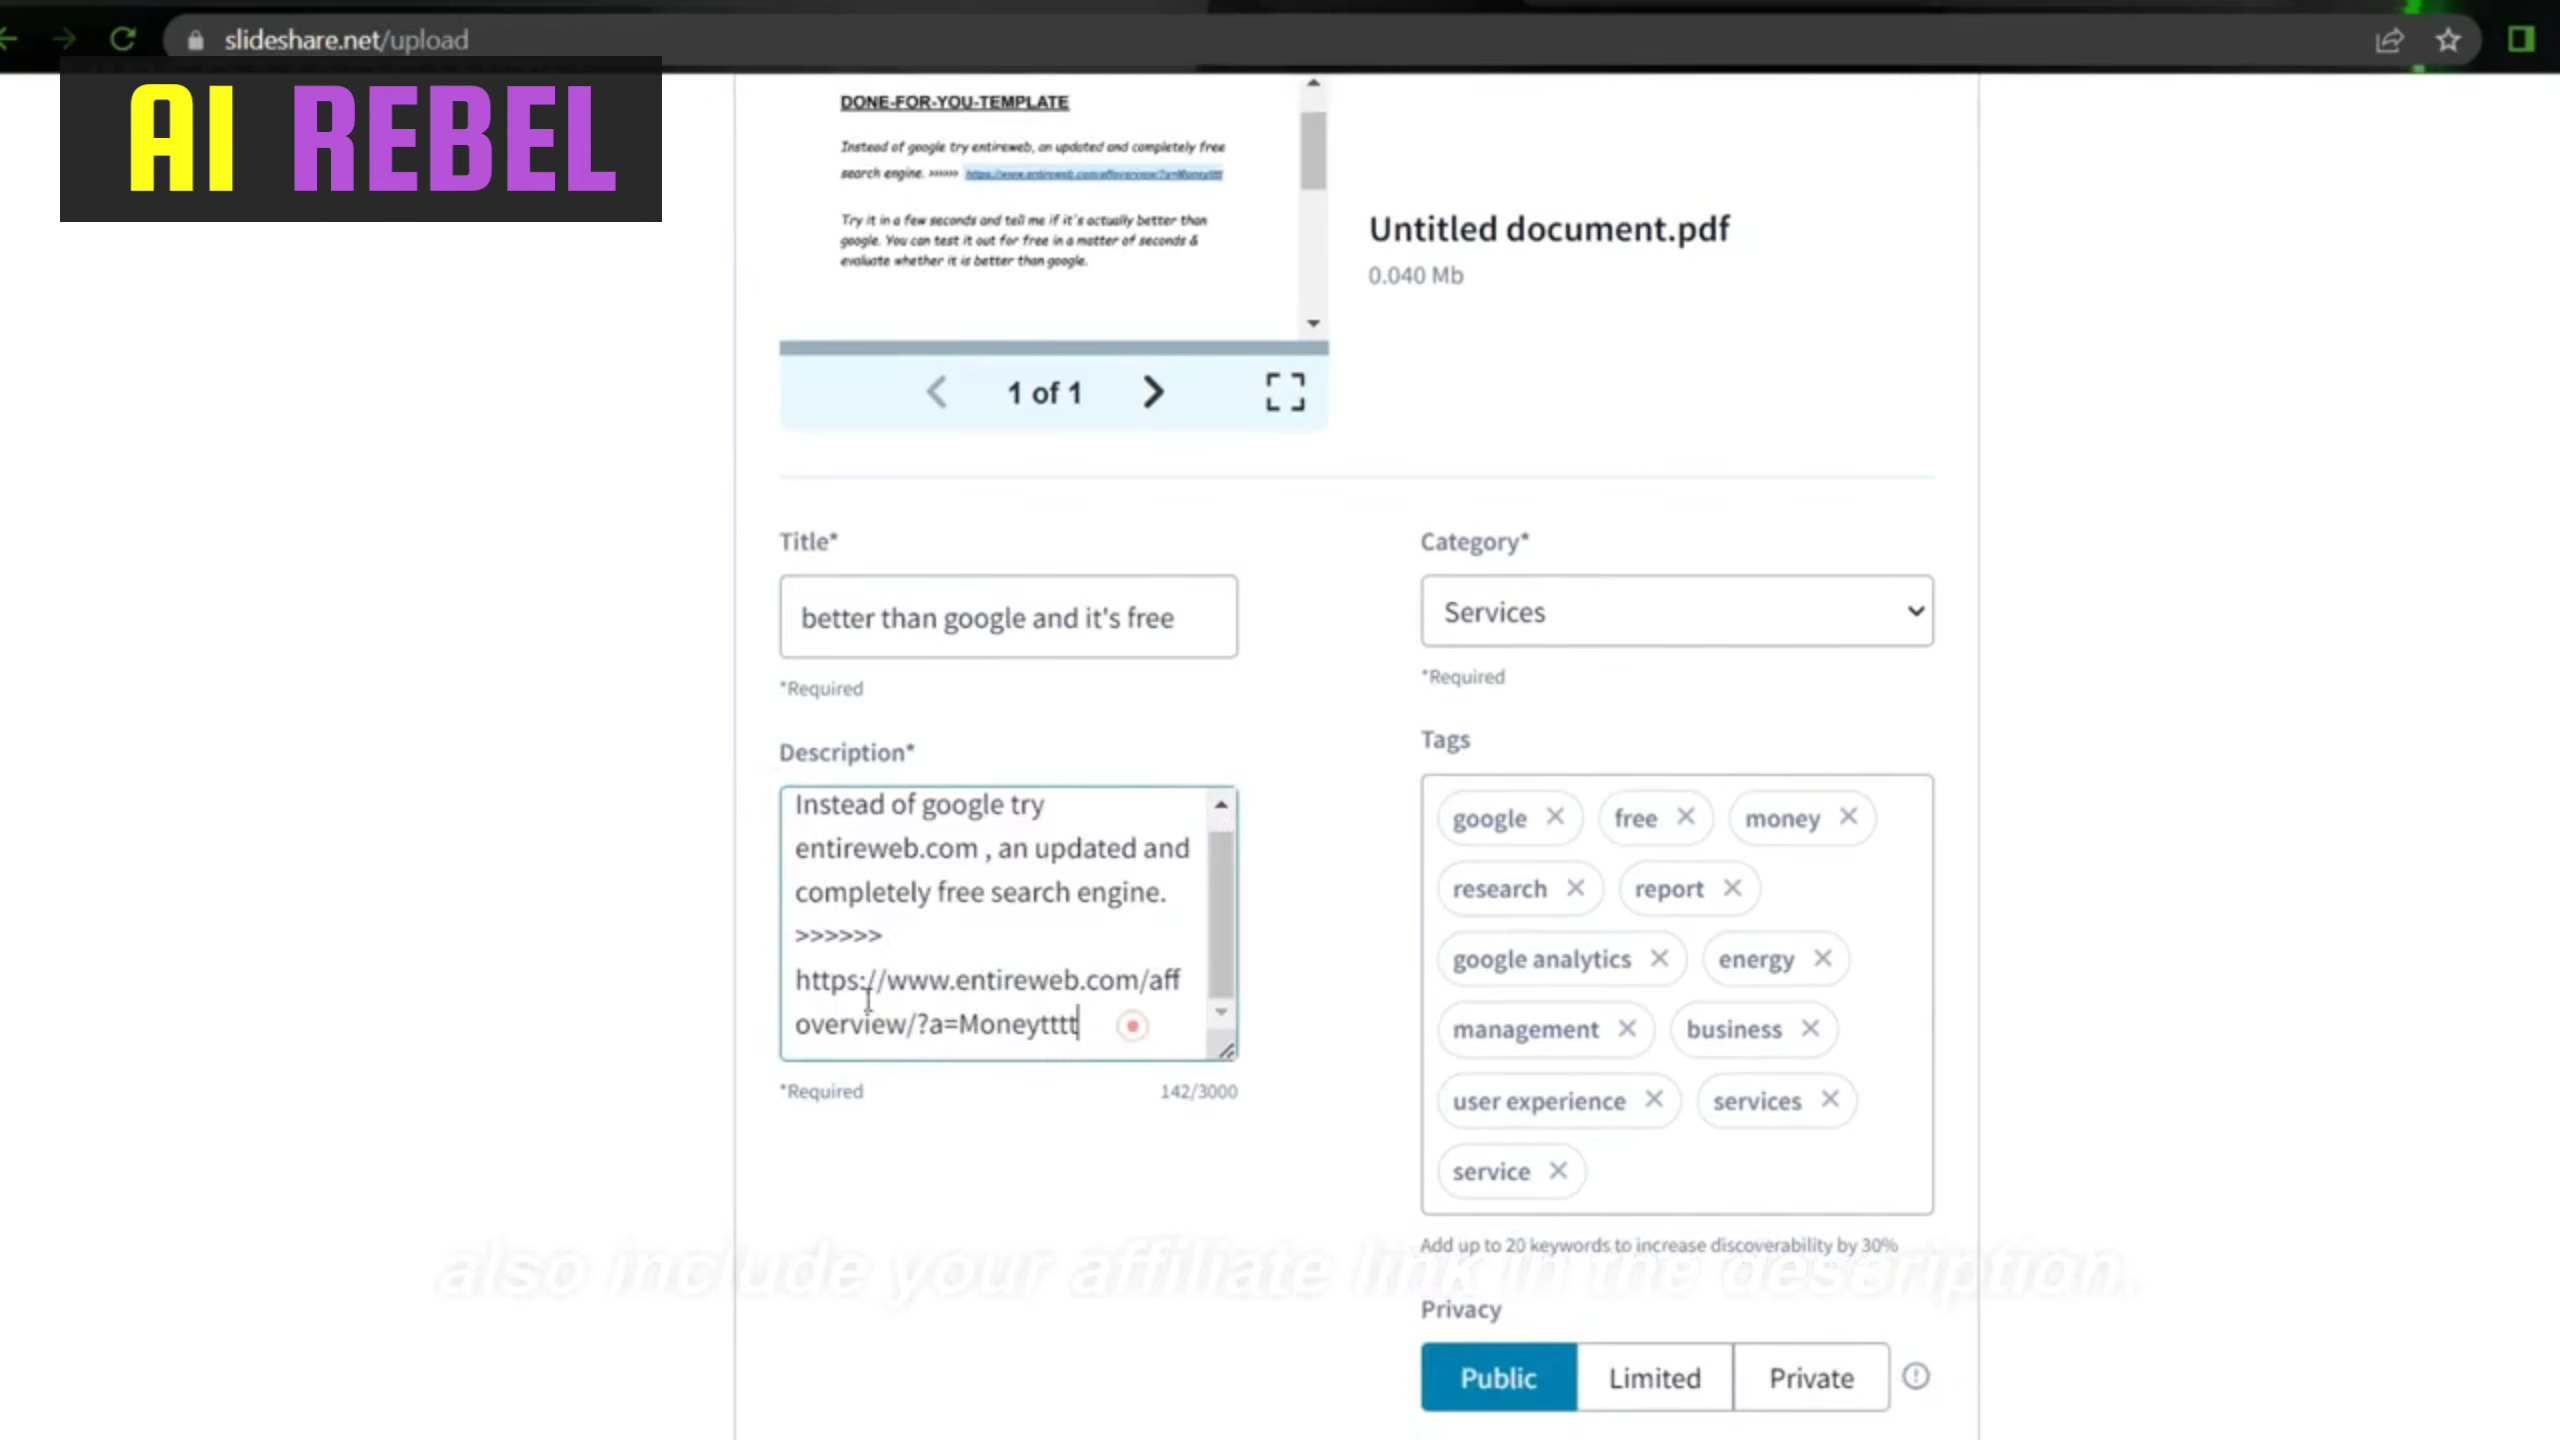 slideshare.net/upload
AI REBEL
DONE-FOR-YOU-TEMPLATE
Instead of google try entireweb, an updated and completely free
search engine. >>>>>> https://www.entireweb.com/affoverview/?a=Moneytttt
Try it in a few seconds and tell me if it's actually better than
google. You can test it out for free in a matter of seconds &
evaluate whether it is better than google.
Untitled document.pdf
0.040 Mb
1 of 1
Title*
better than google and it's free
*Required
Description*
Instead of google try
entireweb.com , an updated and
completely free search engine.
>>>>>>
https://www.entireweb.com/aff
overview/?a=Moneytttt
*Required
142/3000
Category*
Services
*Required
Tags
google
free
money
research
report
google analytics
energy
management
business
user experience
services
service
Add up to 20 keywords to increase discoverability by 30%
also include your affiliate link in the description.
Privacy
Public
Limited
Private